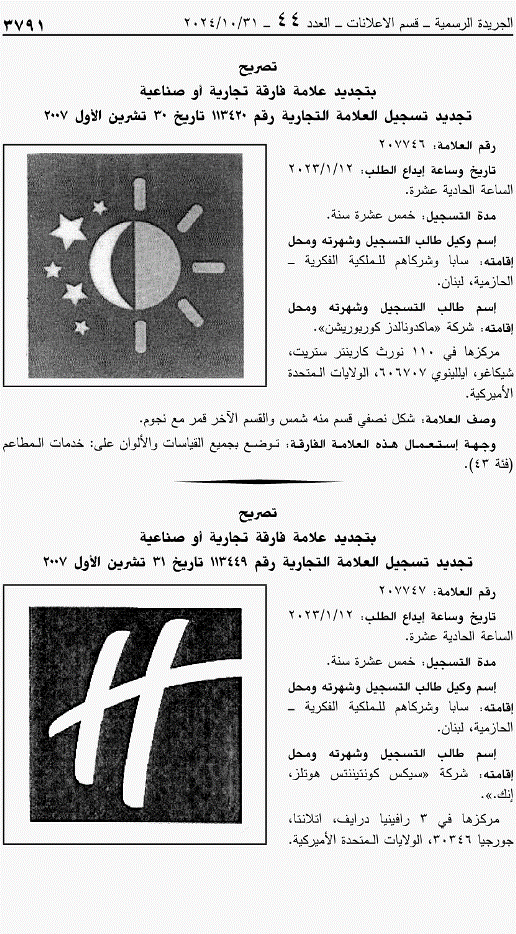 الجريدة الرسمية ــ قسم الاعلانات ــ العدد ٤٤ ــ ٢٠٢٤/١٠/٣١
٣٧٩١
تصريح
بتجديد علامة فارقة تجارية أو صناعية
تجديد تسجيل العلامة التجارية رقم ١١٣٤٢٠ تاريخ ٣٠ تشرين الأول ٢٠٠٧
رقم العلامة: ٢٠٧٧٤٦
تاريخ وساعة إيداع الطلب: ٢٠٢٣/١/١٢
الساعة الحادية عشرة.
مدة التسجيل: خمس عشرة سنة.
إسم وكيل طالب التسجيل وشهرته ومحل
إقامته: سابا وشركاهم للملكية الفكرية ــ
الحازمية، لبنان.
إسم طالب التسجيل وشهرته ومحل
إقامته: شركة «ماكدونالدز كوربوريشن».
مركزها في ١١٠ نورث كاربنتر ستريت،
شيكاغو، ايللينوي ٦٠٦٧٠٧، الولايات المتحدة
الأميركية.
وصف العلامة: شكل نصفي قسم منه شمس والقسم الآخر قمر مع نجوم.
وجهة إستعمال هذه العلامة الفارقة: توضع بجميع القياسات والألوان على: خدمات المطاعم
(فئة ٤٣).
تصريح
بتجديد علامة فارقة تجارية أو صناعية
تجديد تسجيل العلامة التجارية رقم ١١٣٤٤٩ تاريخ ٣١ تشرين الأول ٢٠٠٧
رقم العلامة: ٢٠٧٧٤٧
تاريخ وساعة إيداع الطلب: ٢٠٢٣/١/١٢
الساعة الحادية عشرة.
مدة التسجيل: خمس عشرة سنة.
إسم وكيل طالب التسجيل وشهرته ومحل
إقامته: سابا وشركاهم للملكية الفكرية ــ
الحازمية، لبنان.
إسم طالب التسجيل وشهرته ومحل
إقامته: شركة «سيكس كونتيننتس هوتلز،
إنك.».
مركزها في ٣ رافينيا درايف، اتلانتا،
جورجيا ٣٠٣٤٦، الولايات المتحدة الأميركية.
H